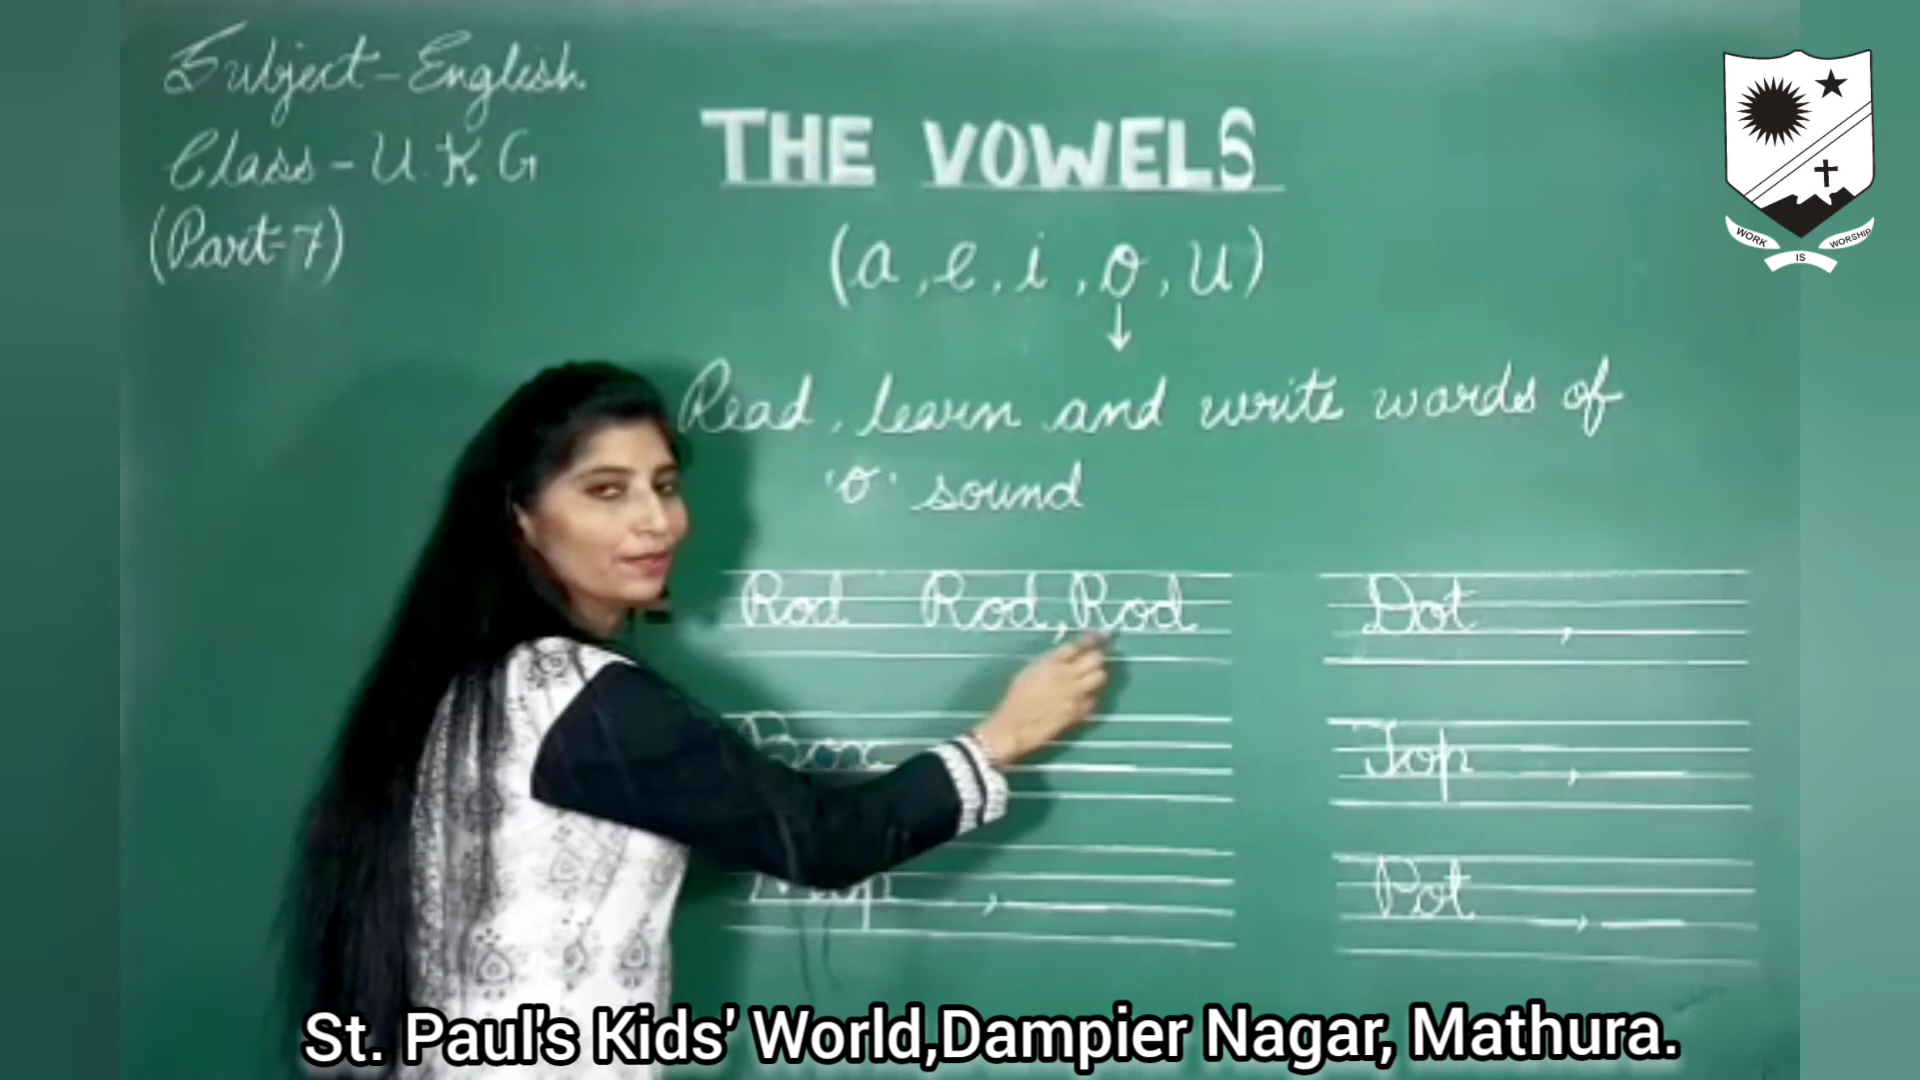 Subject - English
Class - U.K.G
(Part-7)
THE VOWELS
(a, e, i, o, u)
Read, learn and write words of
'o' sound
Rod Rod, Rod
Dot ,
Box
Top ,
,
Pot ,
WORK IS WORSHIP
St. Paul's Kids' World,Dampier Nagar, Mathura.